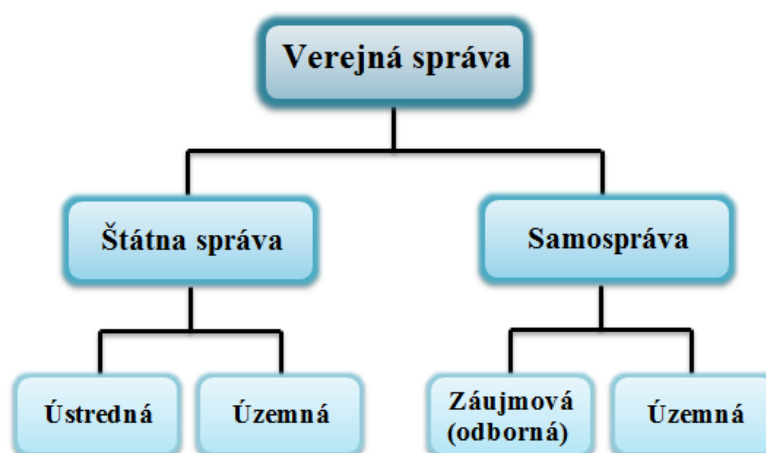 Verejná správa
Štátna správa
Samospráva
Ústredná
Územná
Záujmová
(odborná)
Územná